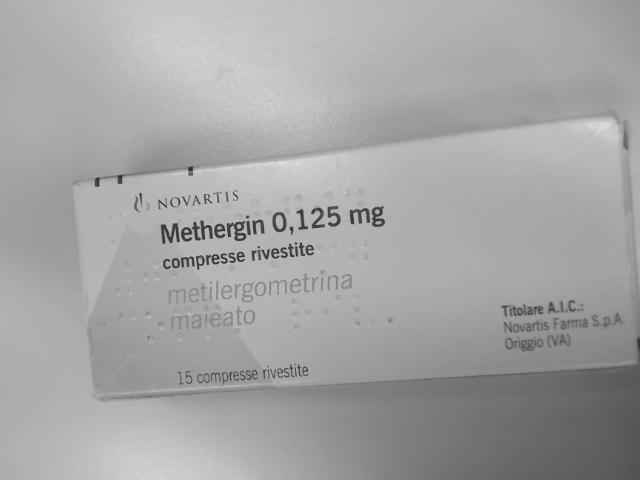 NOVARTIS
Methergin 0,125 mg
compresse rivestite
metilergometrina
maleato
15 compresse rivestite
Titolare A.I.C.:
Novartis Farma S.p.A.
Origgio (VA)